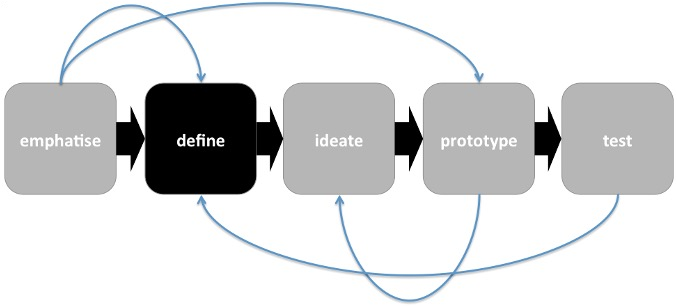 emphatise
define
ideate
prototype
test